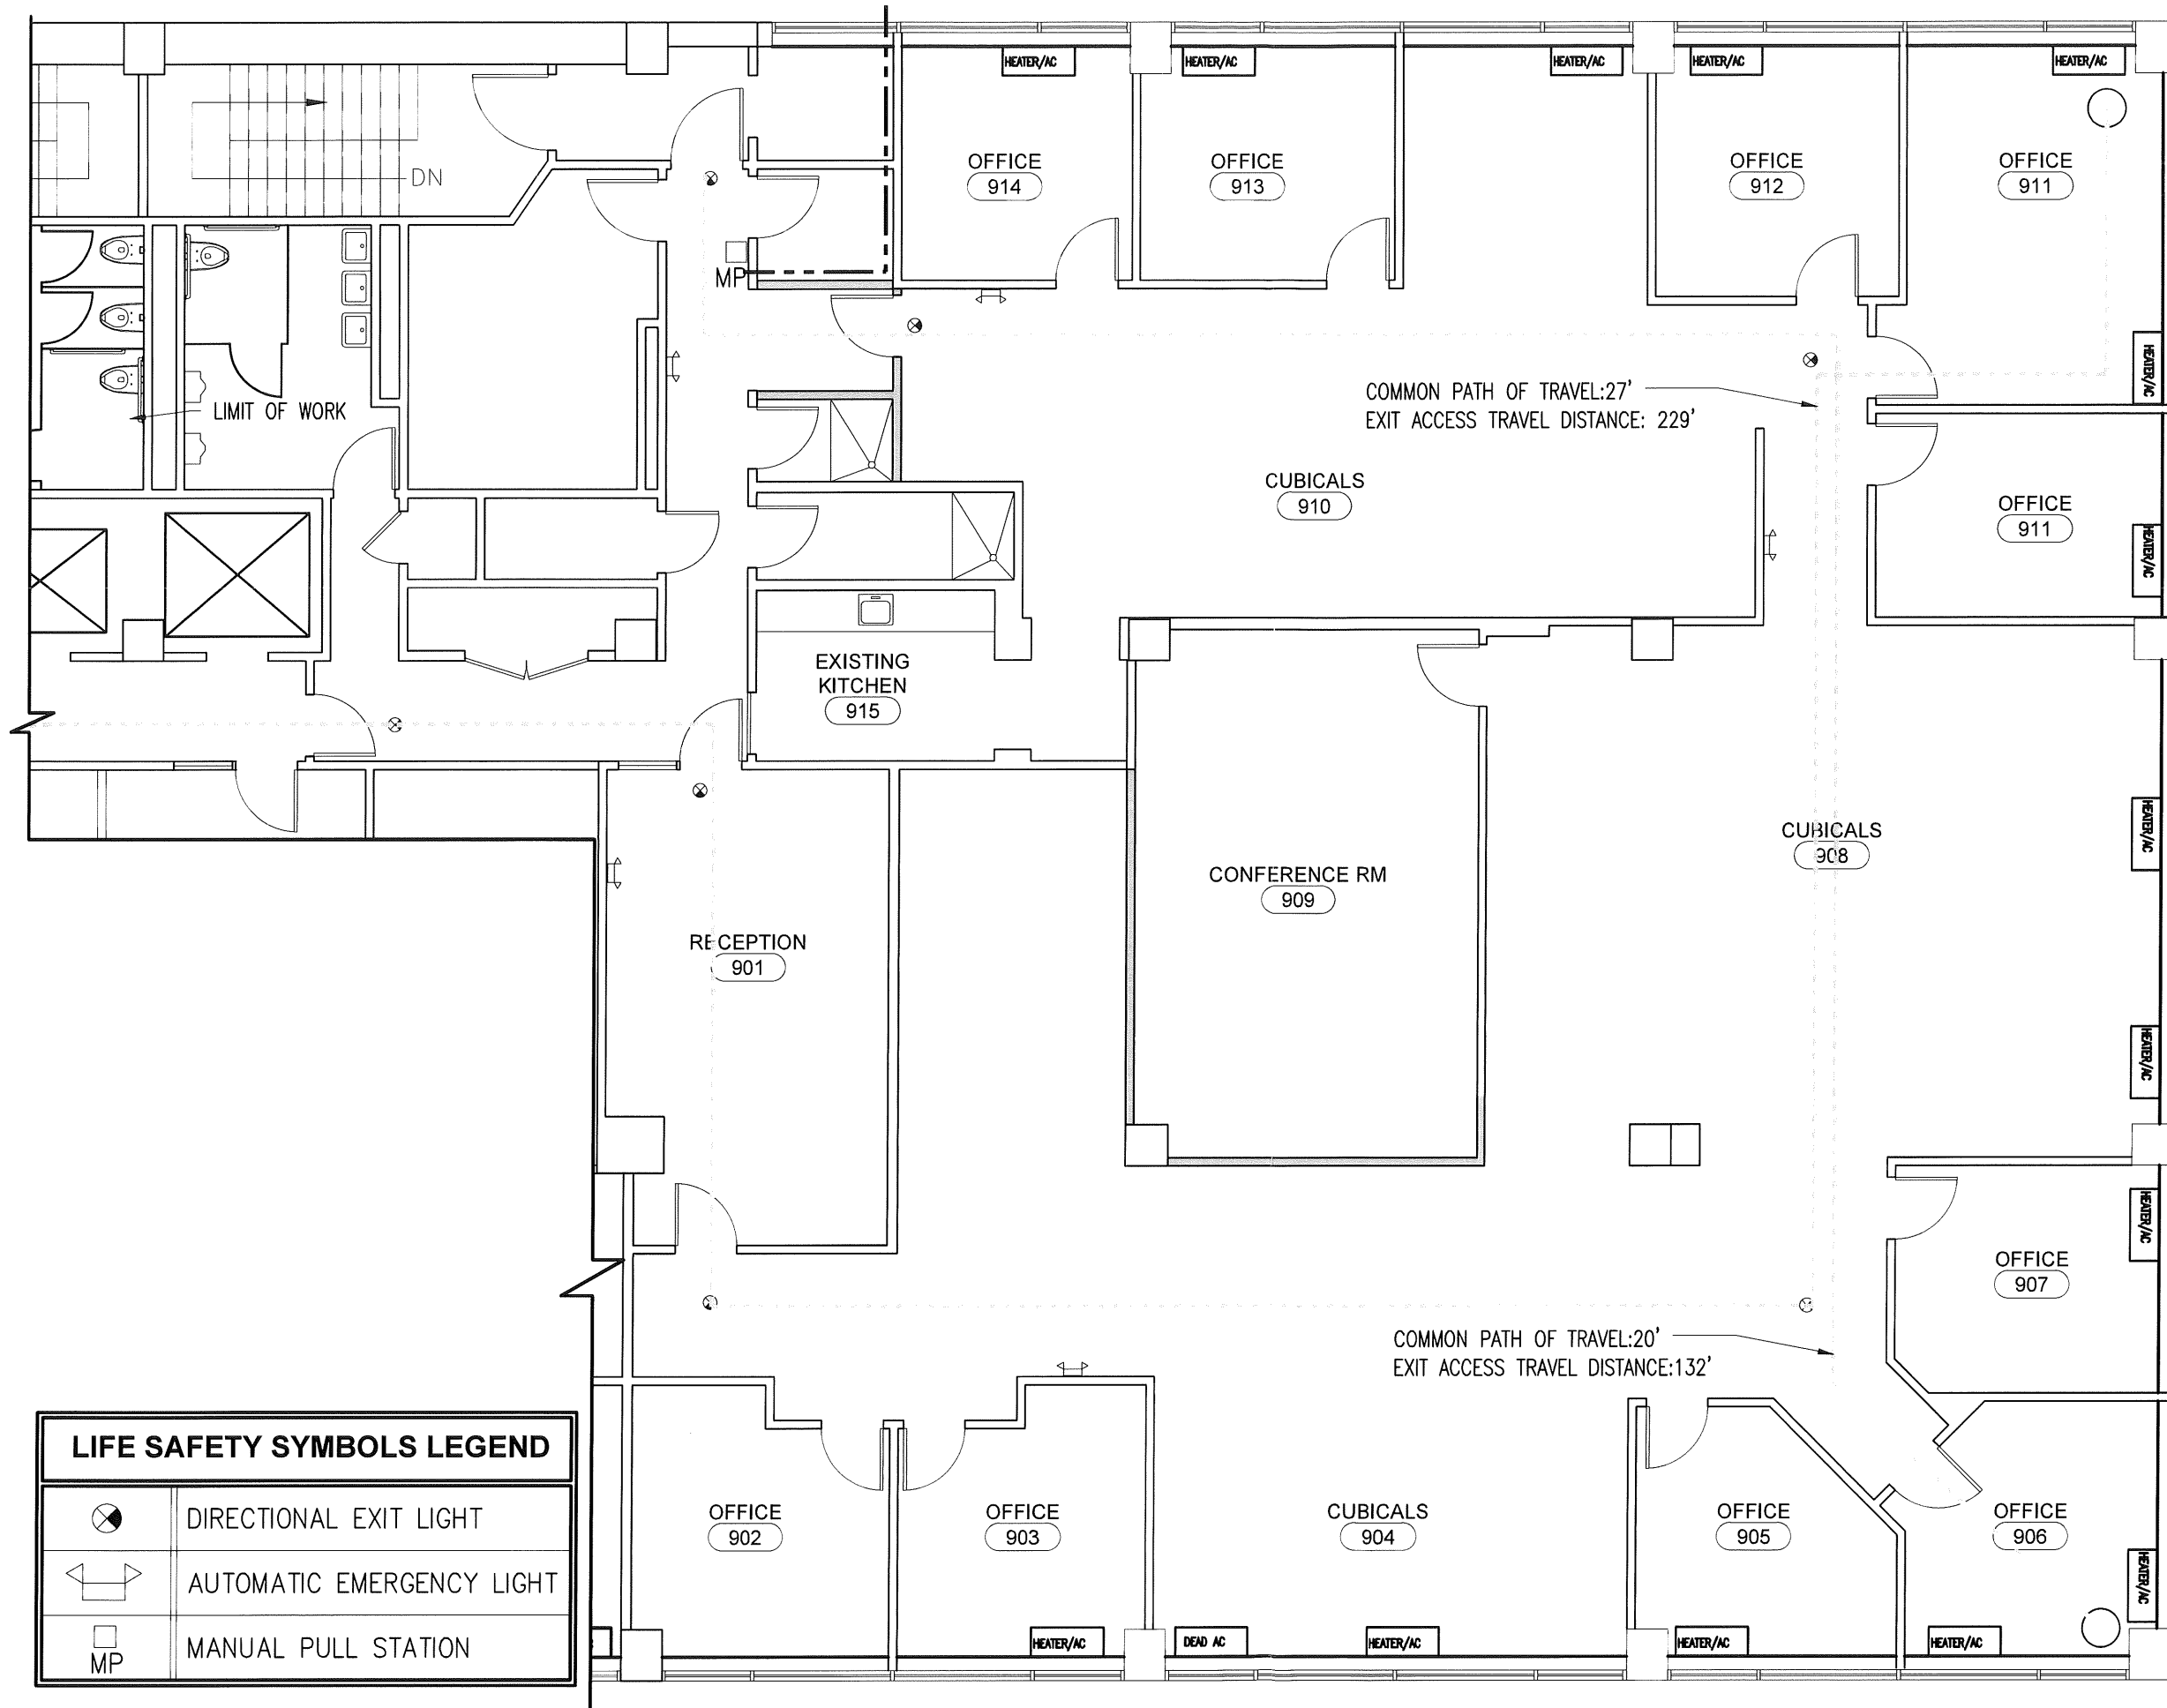 HEATER/AC
HEATER/AC
HEATER/AC
HEATER/AC
HEATER/AC
OFFICE
914
OFFICE
913
OFFICE
912
OFFICE
911
DN
MP
HEATER/AC
LIMIT OF WORK
COMMON PATH OF TRAVEL:27'
EXIT ACCESS TRAVEL DISTANCE: 229'
CUBICALS
910
OFFICE
911
HEATER/AC
EXISTING
KITCHEN
915
CUBICALS
908
HEATER/AC
CONFERENCE RM
909
RECEPTION
901
HEATER/AC
HEATER/AC
OFFICE
907
COMMON PATH OF TRAVEL:20'
EXIT ACCESS TRAVEL DISTANCE:132'
OFFICE
902
OFFICE
903
CUBICALS
904
OFFICE
905
OFFICE
906
HEATER/AC
HEATER/AC
DEAD AC
HEATER/AC
HEATER/AC
HEATER/AC
LIFE SAFETY SYMBOLS LEGEND
DIRECTIONAL EXIT LIGHT
AUTOMATIC EMERGENCY LIGHT
MP
MANUAL PULL STATION